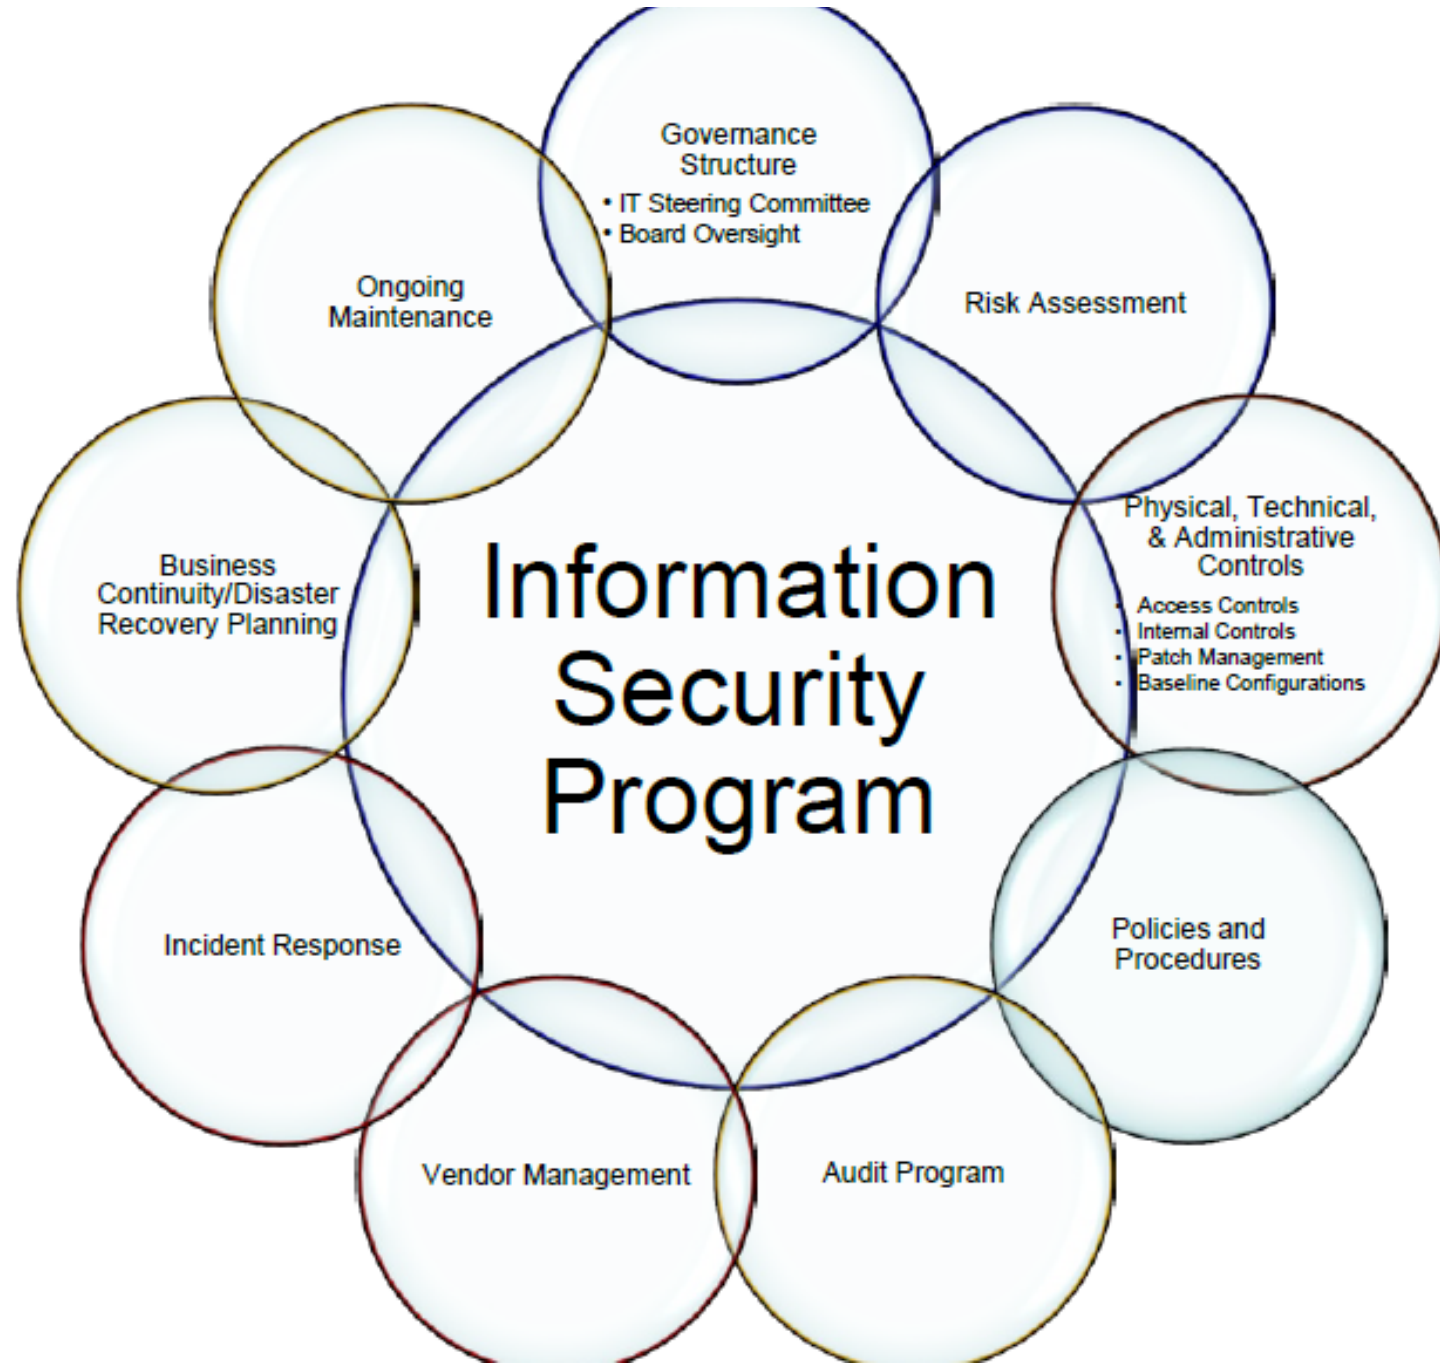 Governance
Structure
• IT Steering Committee
• Board Oversight
Risk Assessment
Physical, Technical,
& Administrative
Controls
• Access Controls
• Internal Controls
• Patch Management
• Baseline Configurations
Policies and
Procedures
Audit Program
Vendor Management
Incident Response
Business
Continuity/Disaster
Recovery Planning
Ongoing
Maintenance
Information
Security
Program